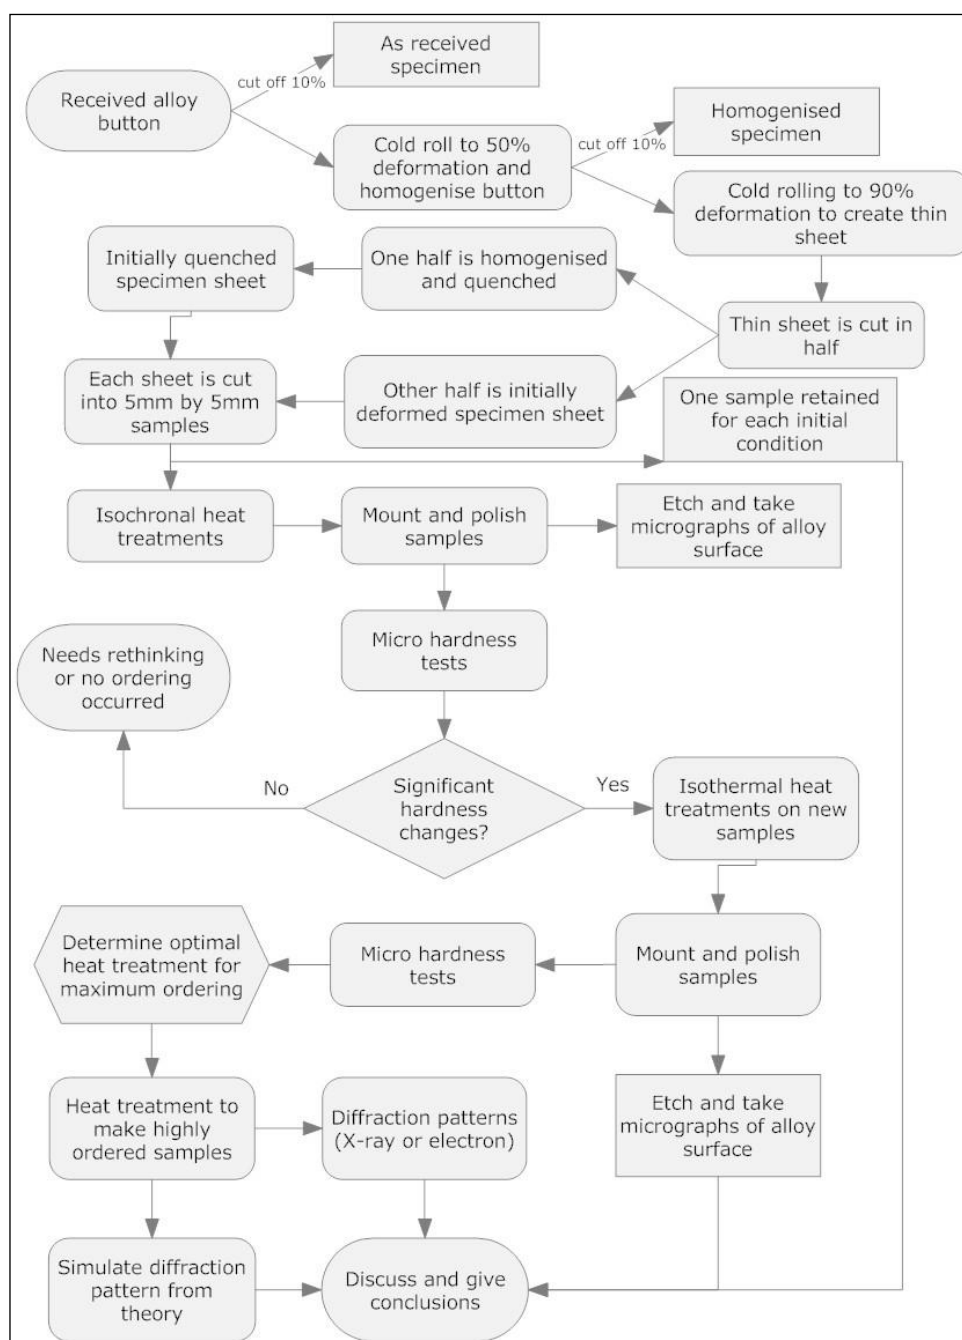 As received
specimen
cut off 10%
Received alloy
button
Homogenised
specimen
cut off 10%
Cold roll to 50%
deformation and
homogenise button
Cold rolling to 90%
deformation to create thin
sheet
Initially quenched
specimen sheet
One half is homogenised
and quenched
Thin sheet is cut in
half
Each sheet is cut
into 5mm by 5mm
samples
Other half is initially
deformed specimen sheet
One sample retained
for each initial
condition
Isochronal heat
treatments
Mount and polish
samples
Etch and take
micrographs of alloy
surface
Micro hardness
tests
Needs rethinking
or no ordering
occurred
No
Significant
hardness
changes?
Yes
Isothermal heat
treatments on new
samples
Determine optimal
heat treatment for
maximum ordering
Micro hardness
tests
Mount and polish
samples
Heat treatment to
make highly
ordered samples
Diffraction patterns
(X-ray or electron)
Etch and take
micrographs of alloy
surface
Simulate diffraction
pattern from
theory
Discuss and give
conclusions